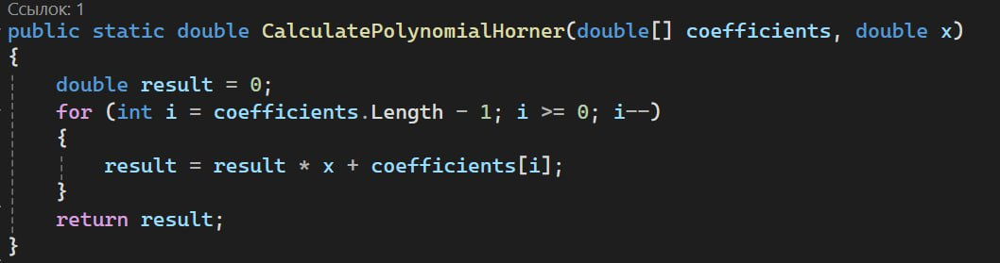 Ссылок: 1
public static double CalculatePolynomialHorner(double[] coefficients, double x)
{
    double result = 0;
    for (int i = coefficients.Length - 1; i >= 0; i--)
    {
        result = result * x + coefficients[i];
    }
    return result;
}